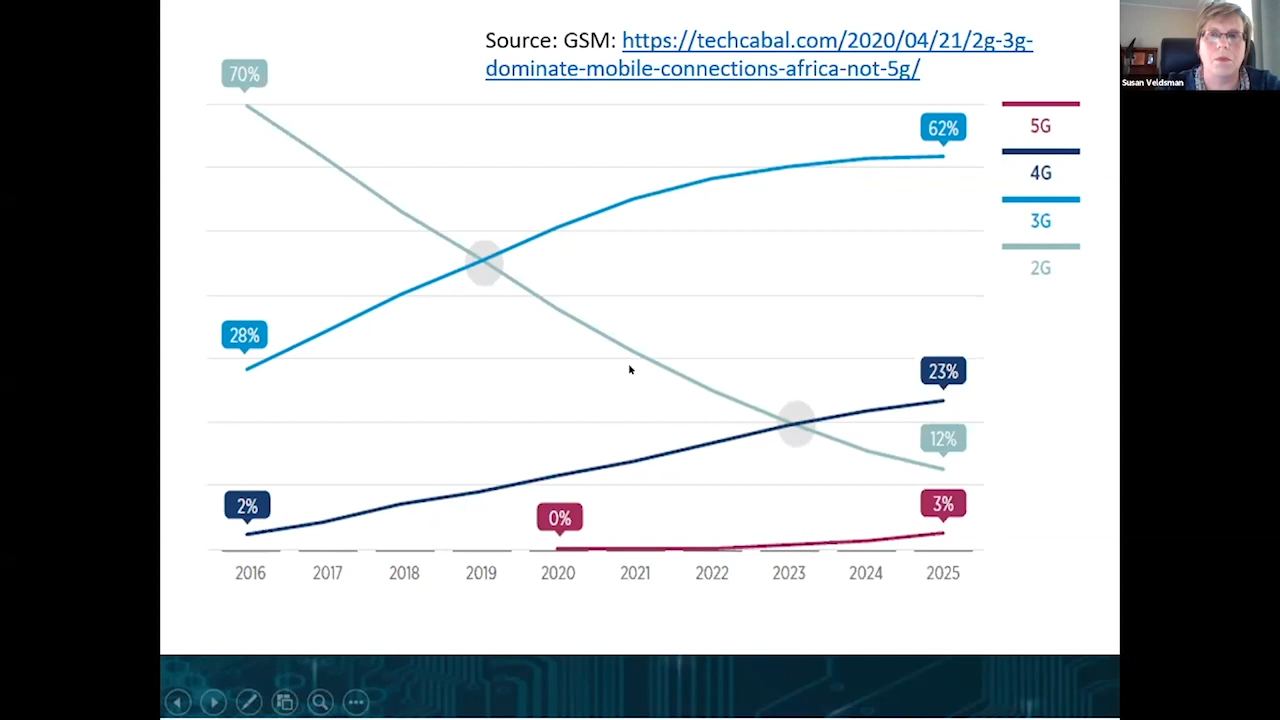 Source: GSM: https://techcabal.com/2020/04/21/2g-3g-
dominate-mobile-connections-africa-not-5g/
Susan Veldsman
70%
5G
62%
4G
3G
2G
28%
23%
12%
2%
0%
3%
2016 2017 2018 2019 2020 2021 2022 2023 2024 2025